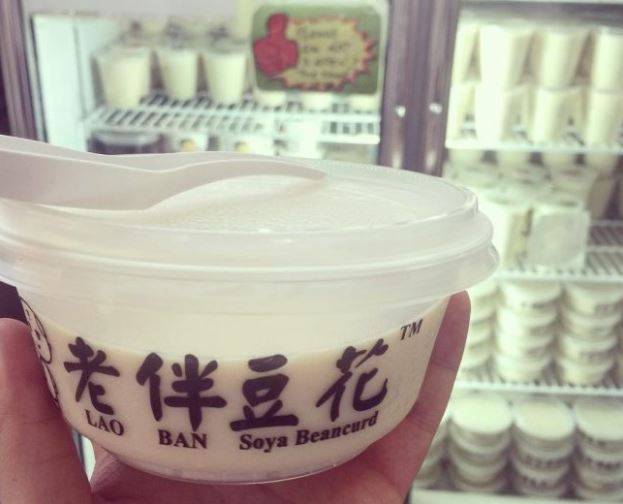 老伴豆花 TM
LAO BAN Soya Beancurd